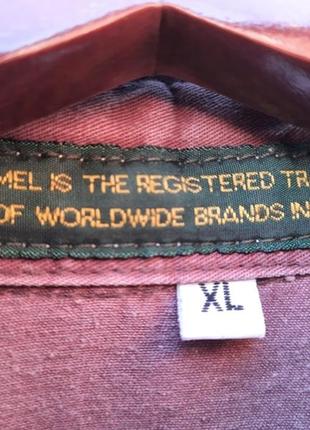 MEL IS THE REGISTERED TR
OF WORLDWIDE BRANDS IN
XL